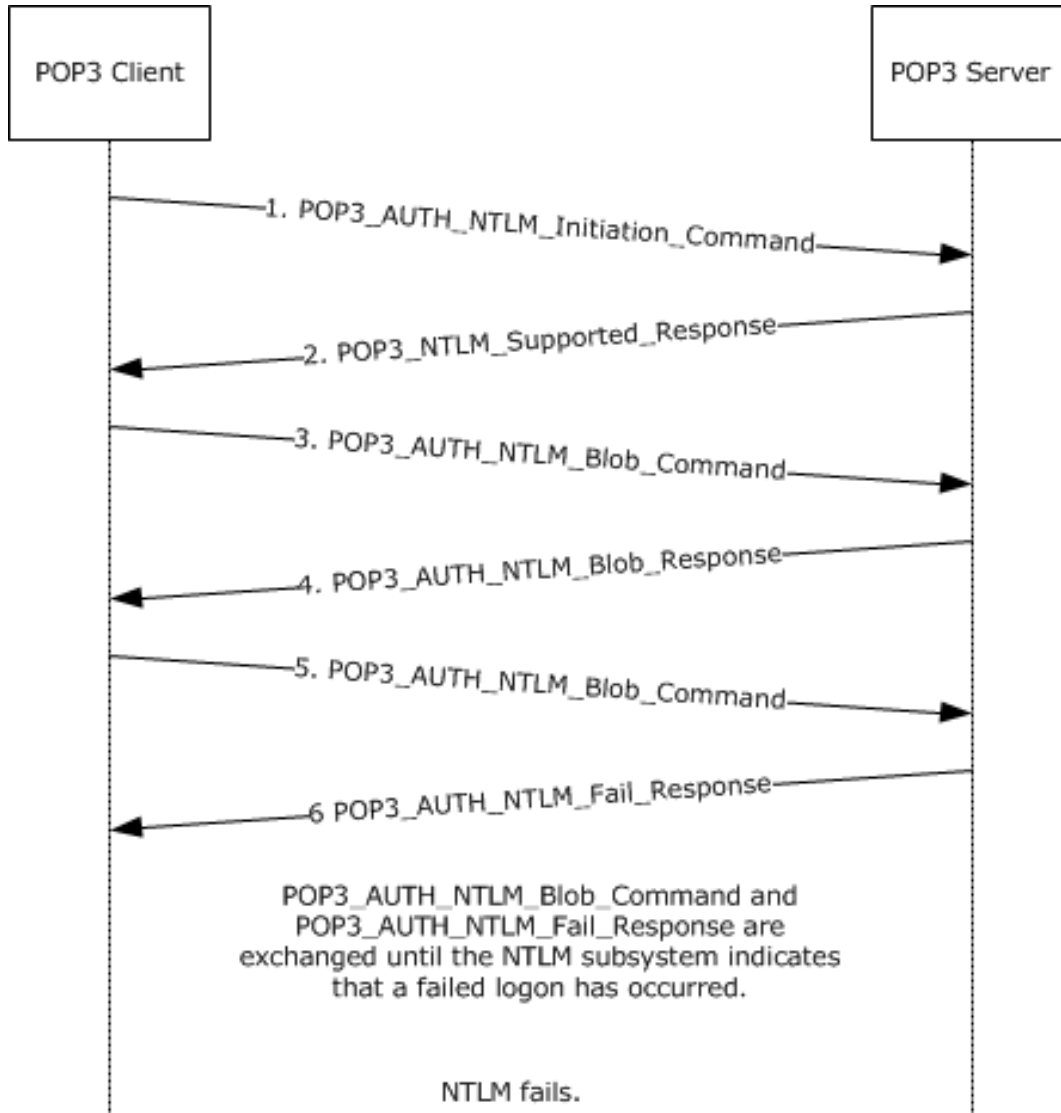 POP3 Client
POP3 Server
1. POP3_AUTH_NTLM_Initiation_Command
2. POP3_NTLM_Supported_Response
3. POP3_AUTH_NTLM_Blob_Command
4. POP3_AUTH_NTLM_Blob_Response
5. POP3_AUTH_NTLM_Blob_Command
6 POP3_AUTH_NTLM_Fail_Response
POP3_AUTH_NTLM_Blob_Command and
POP3_AUTH_NTLM_Fail_Response are
exchanged until the NTLM subsystem indicates
that a failed logon has occurred.
NTLM fails.